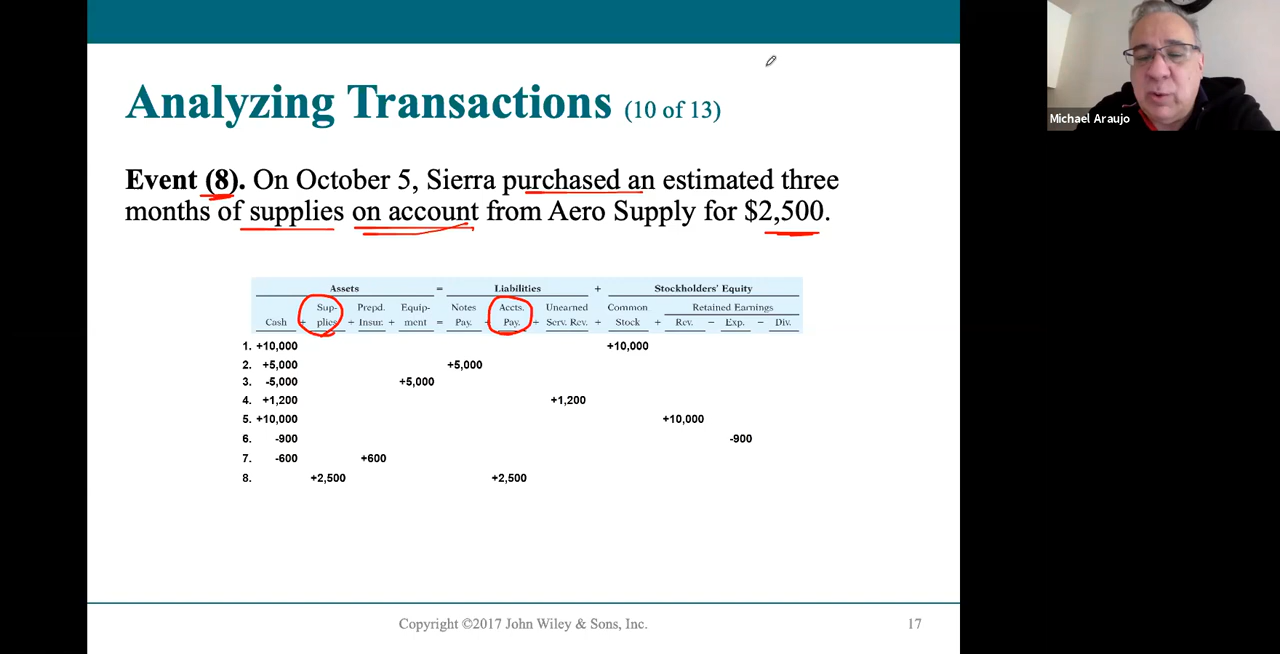 Analyzing Transactions (10 of 13)
Event (8). On October 5, Sierra purchased an estimated three
months of supplies on account from Aero Supply for $2,500.
Assets = Liabilities + Stockholders' Equity
Sup- Prepd. Equip- Notes Accts. Unearned Common Retained Earnings
Cash + plies + Insur. + ment = Pay. + Pay. + Serv. Rev. + Stock + Rev. − Exp. − Div.
1. +10,000 +10,000
2. +5,000 +5,000
3. -5,000 +5,000
4. +1,200 +1,200
5. +10,000 +10,000
6. -900 -900
7. -600 +600
8. +2,500 +2,500
Copyright ©2017 John Wiley & Sons, Inc. 17
Michael Araujo